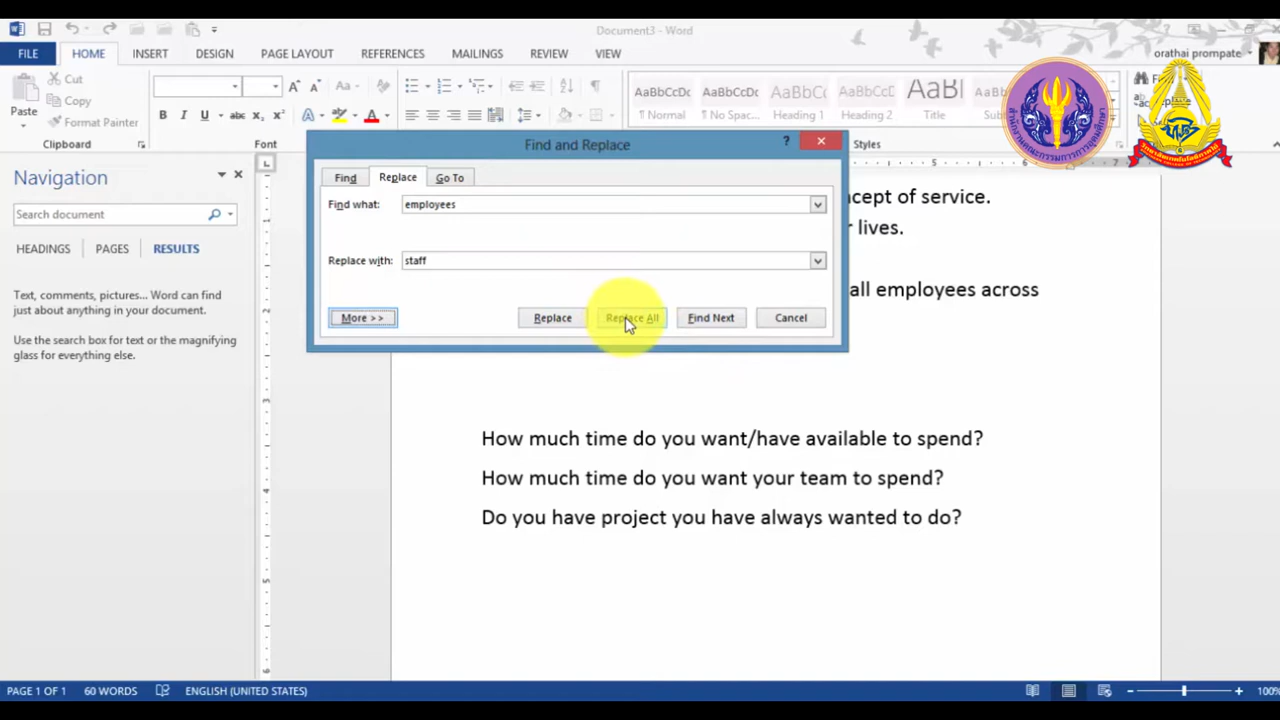 Document3 - Word
FILE HOME INSERT DESIGN PAGE LAYOUT REFERENCES MAILINGS REVIEW VIEW
orathai prompate
Paste
Cut
Copy
Format Painter
Clipboard
Font
Aa
B I U abc x₂ x²
A
AaBbCcDc AaBbCcDc AaBbCc AaBbCcC AaBl
¶ Normal ¶ No Spac... Heading 1 Heading 2 Title
Styles
Find and Replace
? 
Find Replace Go To
Find what: employees
Replace with: staff
More >> Replace Replace All Find Next Cancel
Navigation
Search document
HEADINGS PAGES RESULTS
Text, comments, pictures... Word can find
just about anything in your document.
Use the search box for text or the magnifying
glass for everything else.
cept of service.
lives.
all employees across
How much time do you want/have available to spend?
How much time do you want your team to spend?
Do you have project you have always wanted to do?
PAGE 1 OF 1 60 WORDS ENGLISH (UNITED STATES)
100%